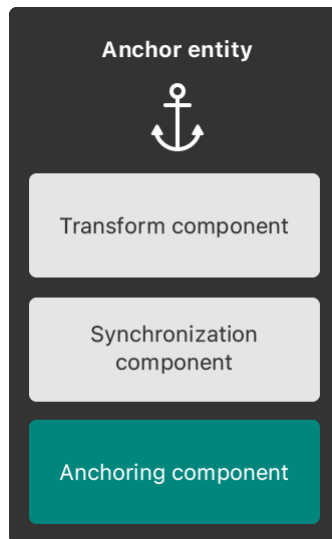 Anchor entity
Transform component
Synchronization
component
Anchoring component